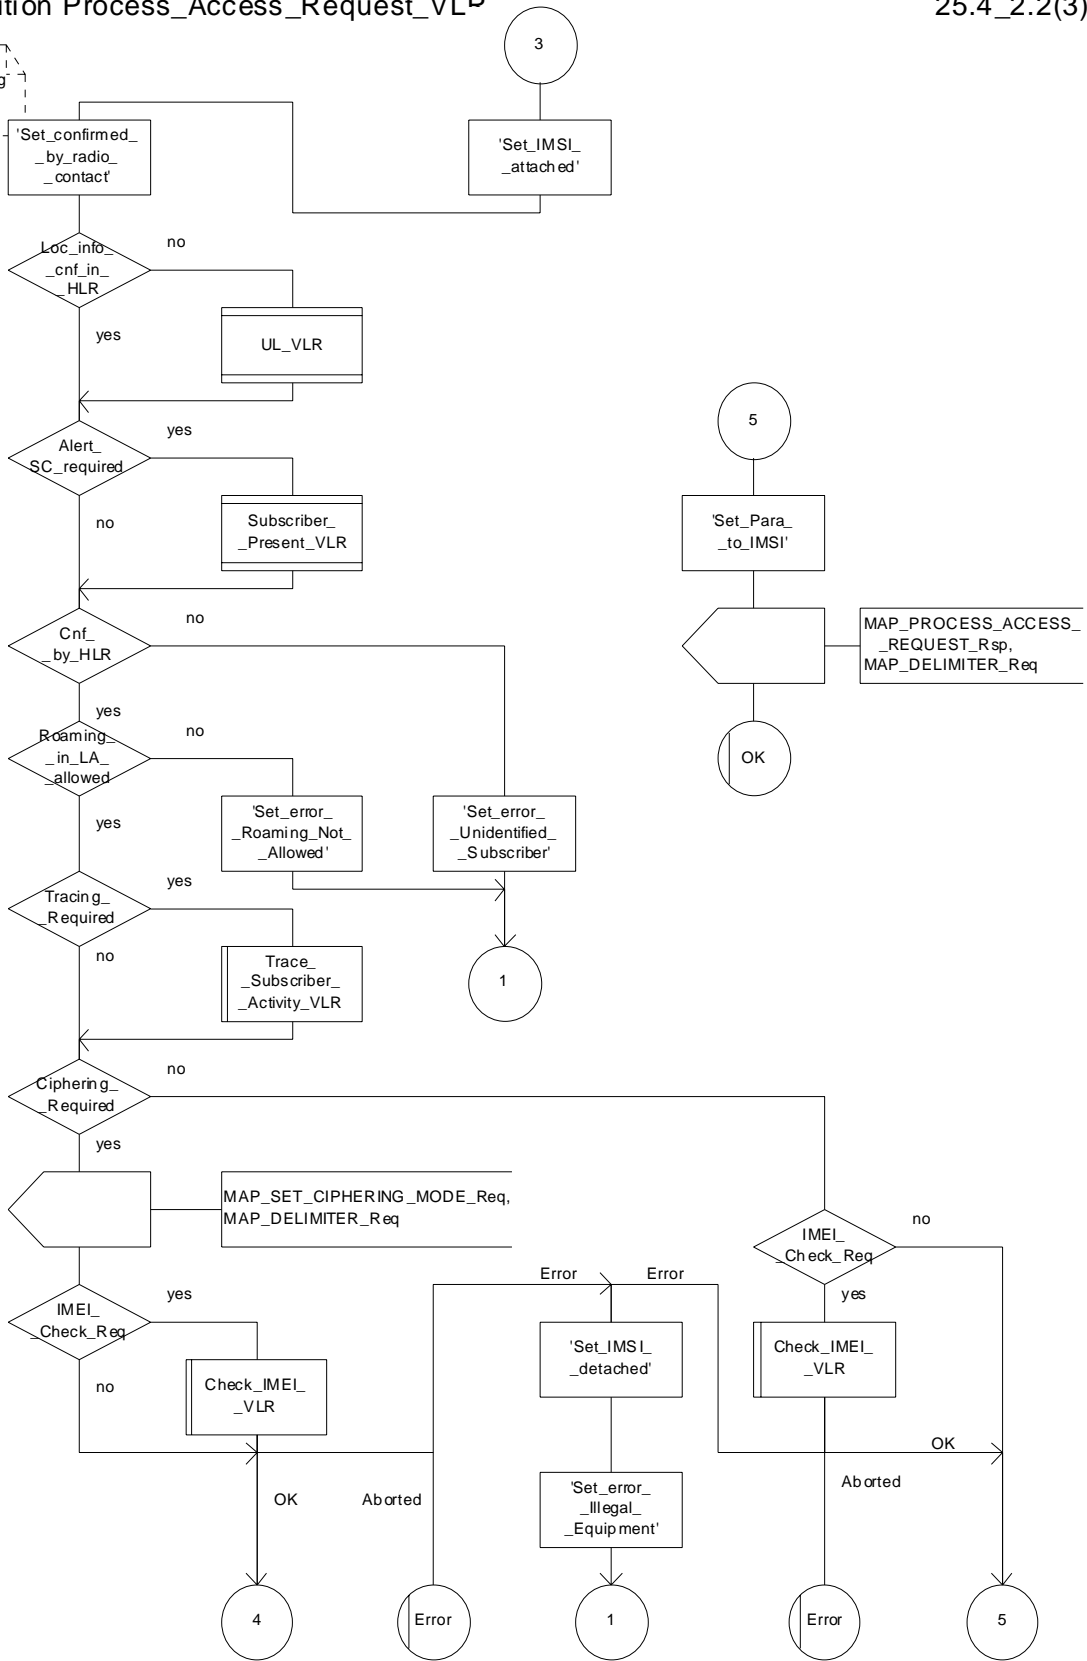 ition Process_Access_Request_VLR
25.4_2.2(3)
3
g
'Set_confirmed_
_by_radio_
_contact'
'Set_IMSI_
_attached'
Loc_info_
_cnf_in_
_HLR
no
yes
UL_VLR
Alert_
SC_required
yes
no
Subscriber_
_Present_VLR
5
'Set_Para_
_to_IMSI'
Cnf_
_by_HLR
no
yes
MAP_PROCESS_ACCESS_
_REQUEST_Rsp,
MAP_DELIMITER_Req
Roaming_
_in_LA_
_allowed
no
yes
OK
'Set_error_
_Roaming_Not_
_Allowed'
'Set_error_
_Unidentified_
_Subscriber'
Tracing_
_Required
yes
no
Trace_
_Subscriber_
_Activity_VLR
1
Ciphering_
_Required
no
yes
MAP_SET_CIPHERING_MODE_Req,
MAP_DELIMITER_Req
IMEI_
_Check_Req
no
yes
Error
Error
IMEI_
_Check_Req
yes
no
Check_IMEI_
_VLR
'Set_IMSI_
_detached'
Check_IMEI_
_VLR
OK
Aborted
OK
Aborted
'Set_error_
_Illegal_
_Equipment'
4
Error
1
Error
5